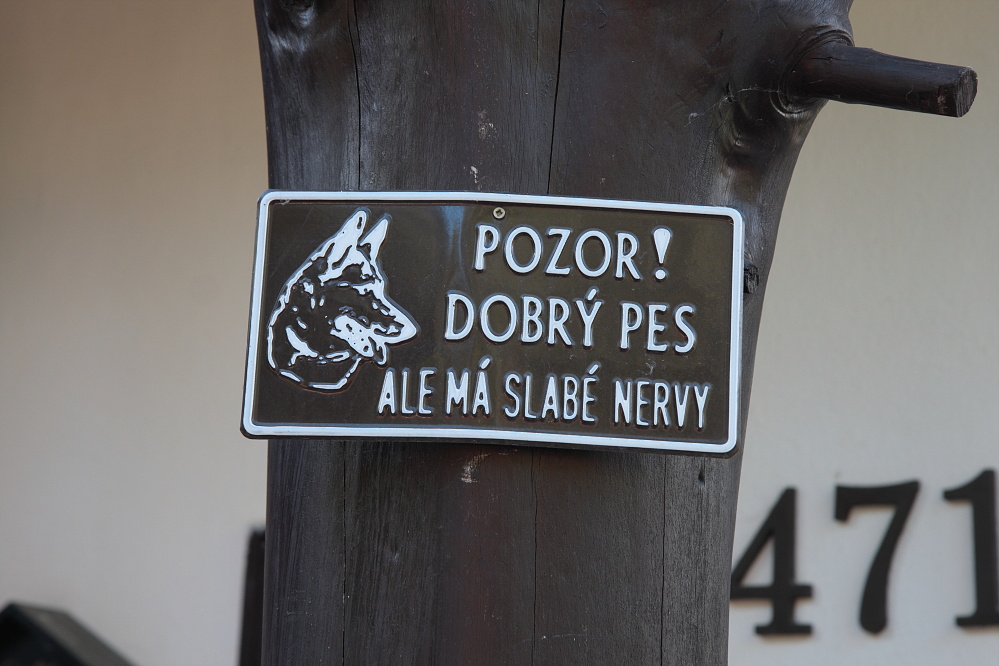 POZOR!
DOBRÝ PES
ALE MÁ SLABÉ NERVY
471